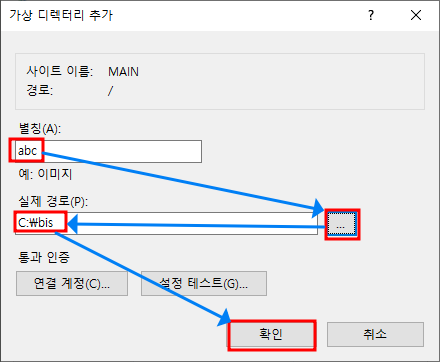 가상 디렉터리 추가 ? ×
사이트 이름: MAIN
경로: /
별칭(A):
abc
예: 이미지
실제 경로(P):
C:₩bis ...
통과 인증
연결 계정(C)... 설정 테스트(G)...
확인 취소